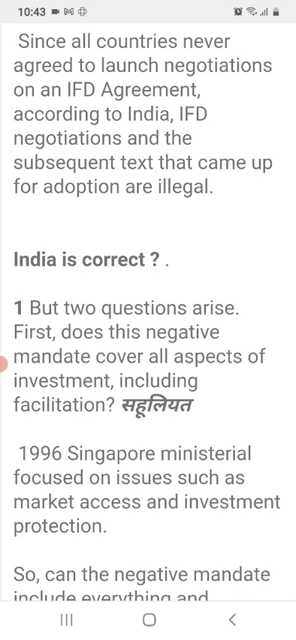 10:43
Since all countries never
agreed to launch negotiations
on an IFD Agreement,
according to India, IFD
negotiations and the
subsequent text that came up
for adoption are illegal.
India is correct ? .
1 But two questions arise.
First, does this negative
mandate cover all aspects of
investment, including
facilitation? सहूलियत
1996 Singapore ministerial
focused on issues such as
market access and investment
protection.
So, can the negative mandate
include everything and